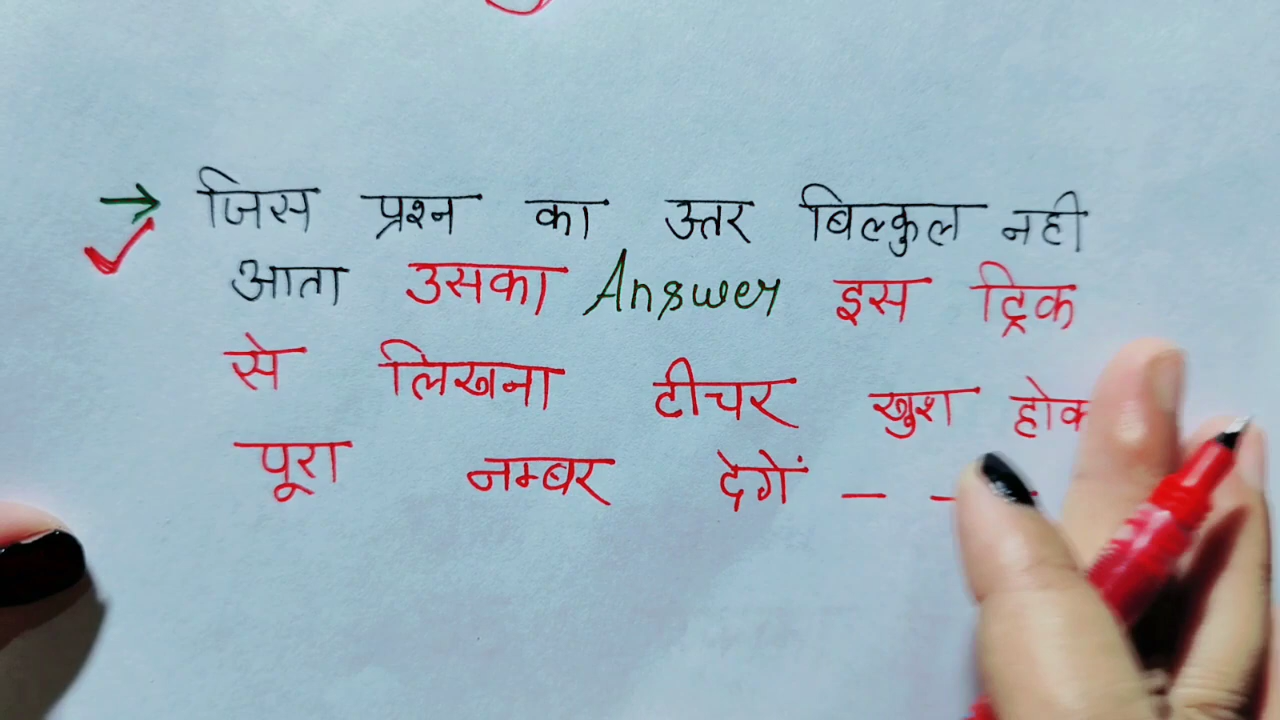 → जिस प्रश्न का उत्तर बिल्कुल नही
आता उसका Answer इस ट्रिक
से लिखना टीचर खुश
पूरा नम्बर देगें – –